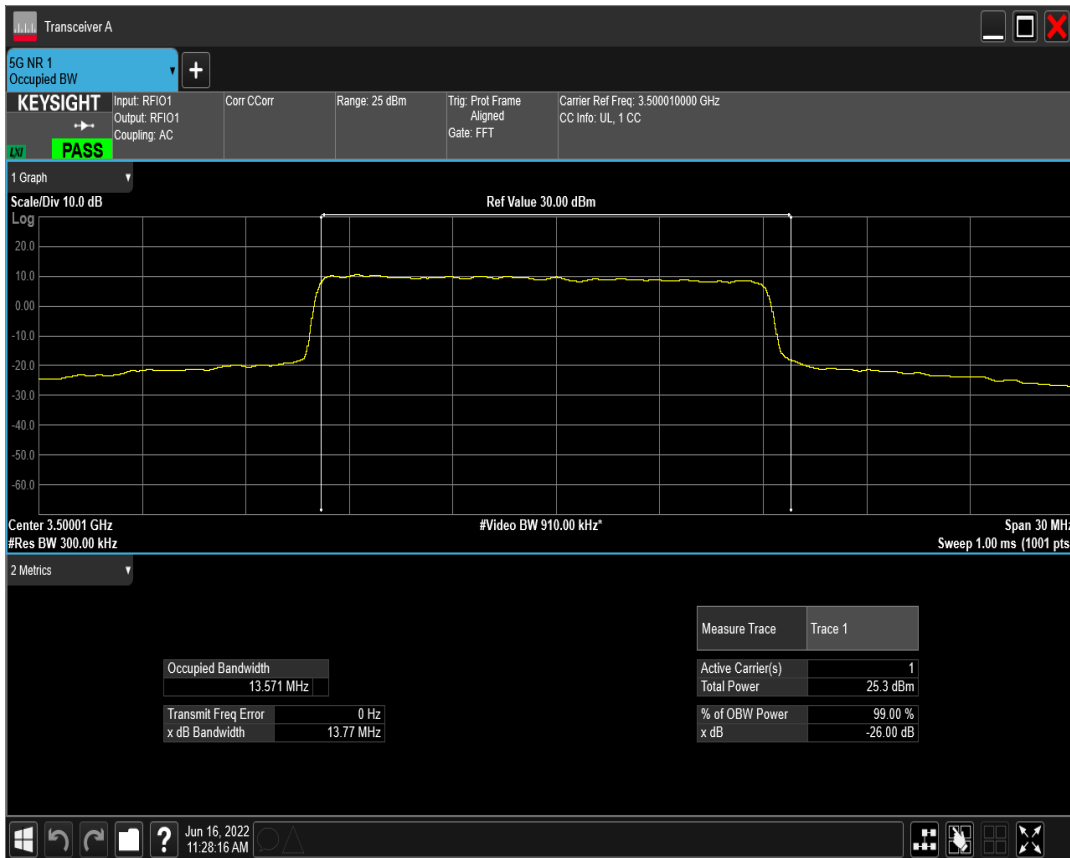 Transceiver A
5G NR 1
Occupied BW
KEYSIGHT
LXI
PASS
Input: RFIO1
Output: RFIO1
Coupling: AC
Corr CCorr
Range: 25 dBm
Trig: Prot Frame
Aligned
Gate: FFT
Carrier Ref Freq: 3.500010000 GHz
CC Info: UL, 1 CC
1 Graph
Scale/Div 10.0 dB
Ref Value 30.00 dBm
Log
20.0
10.0
0.00
-10.0
-20.0
-30.0
-40.0
-50.0
-60.0
Center 3.50001 GHz
#Video BW 910.00 kHz*
Span 30 MHz
#Res BW 300.00 kHz
Sweep 1.00 ms (1001 pts
2 Metrics
Measure Trace Trace 1
Occupied Bandwidth
13.571 MHz
Active Carrier(s) 1
Total Power 25.3 dBm
Transmit Freq Error 0 Hz
x dB Bandwidth 13.77 MHz
% of OBW Power 99.00 %
x dB -26.00 dB
?
Jun 16, 2022
11:28:16 AM